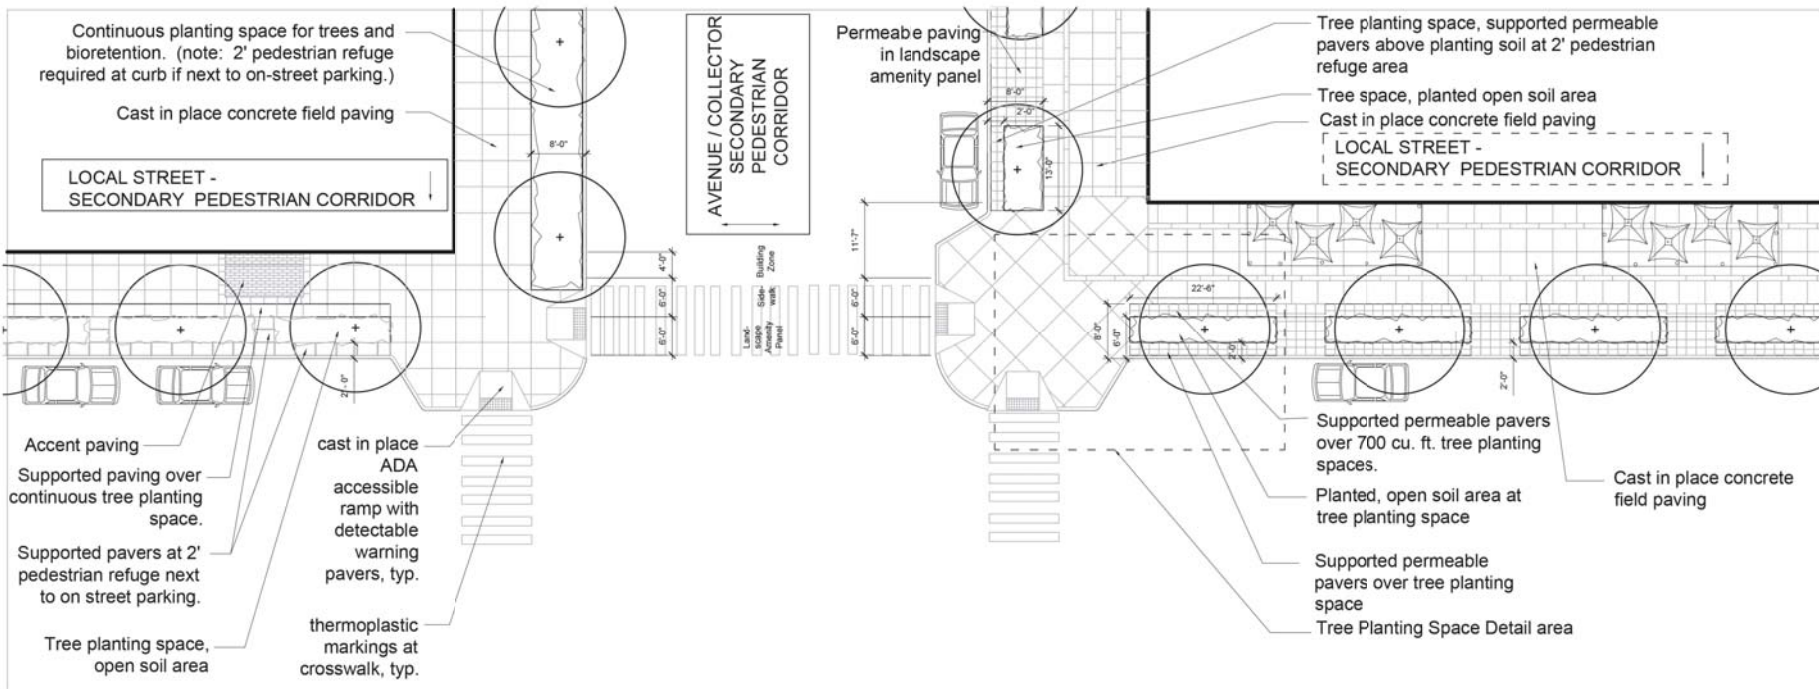 Continuous planting space for trees and
bioretention. (note: 2' pedestrian refuge
required at curb if next to on-street parking.)
Cast in place concrete field paving
LOCAL STREET -
SECONDARY PEDESTRIAN CORRIDOR
8'-0"
AVENUE / COLLECTOR
SECONDARY
PEDESTRIAN
CORRIDOR
Permeabe paving
in landscape
amenity panel
8'-0"
2'-0"
13'-0"
11'-7"
Tree planting space, supported permeable
pavers above planting soil at 2' pedestrian
refuge area
Tree space, planted open soil area
Cast in place concrete field paving
LOCAL STREET -
SECONDARY PEDESTRIAN CORRIDOR
4'-0"
6'-0"
6'-0"
Building
Zone
Side-
walk
Land-
scape
Amenity
Panel
6'-0"
6'-0"
22'-6"
8'-0"
6'-0"
2'-0"
2'-0"
2'-0"
Accent paving
Supported paving over
continuous tree planting
space.
Supported pavers at 2'
pedestrian refuge next
to on street parking.
Tree planting space,
open soil area
cast in place
ADA
accessible
ramp with
detectable
warning
pavers, typ.
thermoplastic
markings at
crosswalk, typ.
Supported permeable pavers
over 700 cu. ft. tree planting
spaces.
Planted, open soil area at
tree planting space
Supported permeable
pavers over tree planting
space
Tree Planting Space Detail area
Cast in place concrete
field paving